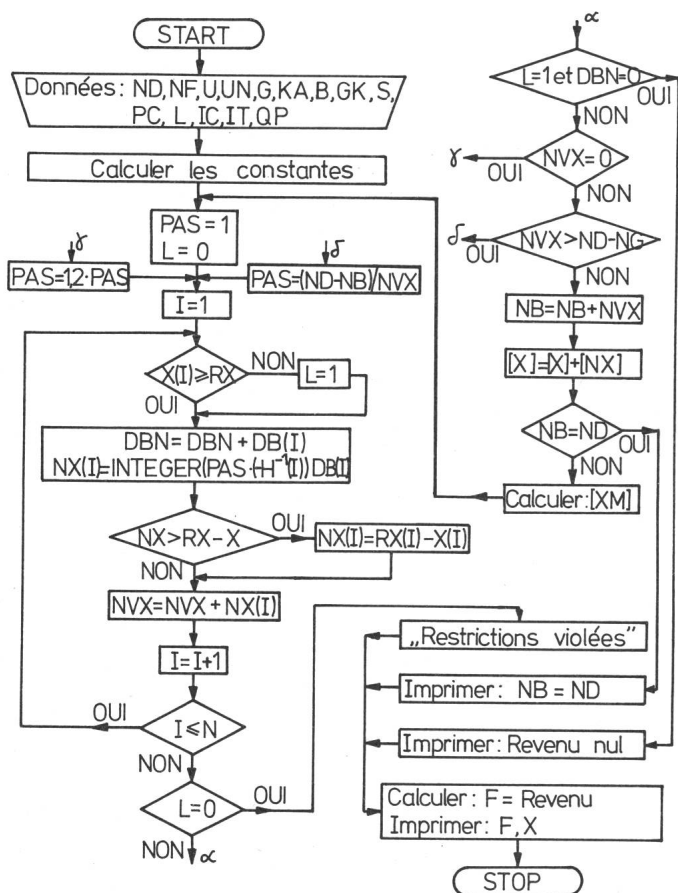 START
Données: ND, NF, U, UN, G, KA, B, GK, S,
PC, L, IC, IT, QP
Calculer les constantes
PAS = 1
L = 0
γ
PAS=1,2·PAS
δ
PAS=(ND-NB)/NVX
I=1
X(I)⩾RX
NON
L=1
OUI
DBN = DBN + DB(I)
NX(I)=INTEGER(PAS·(H⁻¹(I))DB(I)
NX>RX-X
OUI
NX(I)=RX(I)-X(I)
NON
NVX=NVX + NX(I)
I=I+1
OUI
I⩽N
NON
L=0
OUI
NON
α
α
L=1 et DBN=0
OUI
NON
γ
OUI
NVX=0
NON
δ
OUI
NVX>ND-NG
NON
NB=NB+NVX
[X]=[X]+[NX]
NB=ND
OUI
NON
Calculer:[XM]
„Restrictions violées"
Imprimer: NB = ND
Imprimer: Revenu nul
Calculer: F = Revenu
Imprimer: F, X
STOP